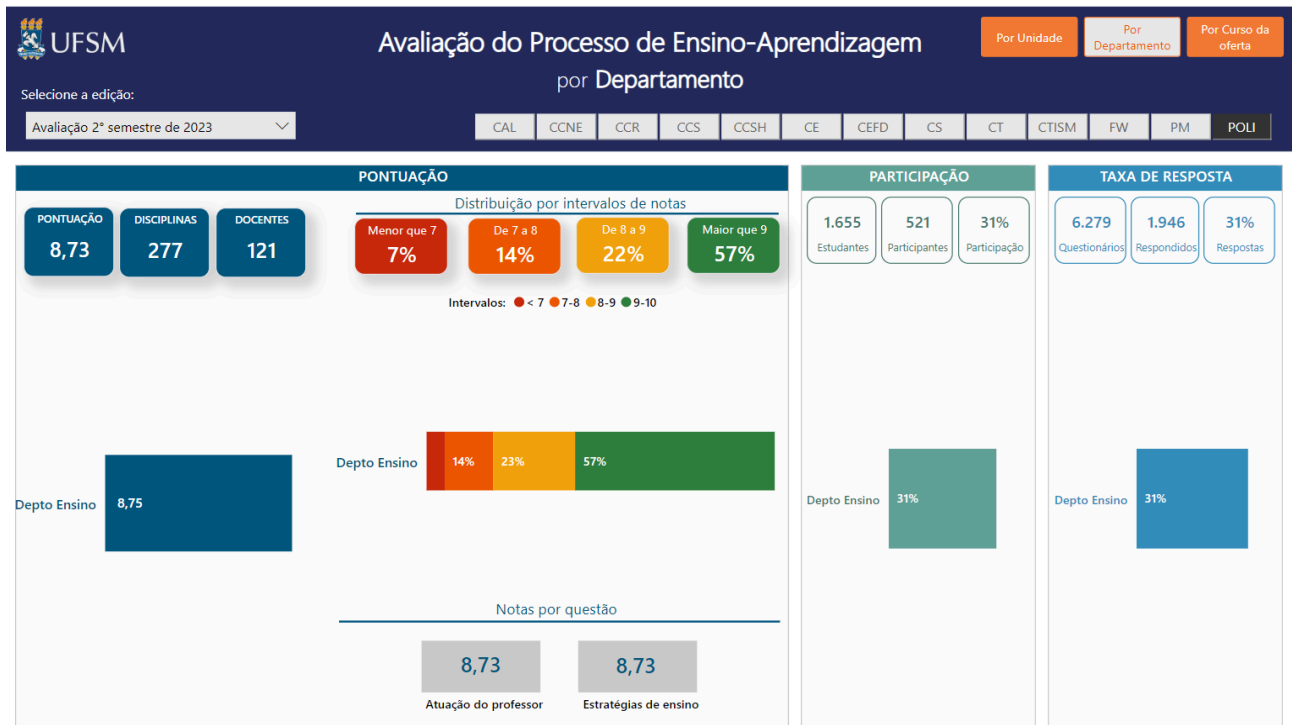 UFSM
Avaliação do Processo de Ensino-Aprendizagem
por Departamento
Por Unidade
Por
Departamento
Por Curso da
oferta
Selecione a edição:
Avaliação 2° semestre de 2023
CAL CCNE CCR CCS CCSH CE CEFD CS CT CTISM FW PM POLI
PONTUAÇÃO
PONTUAÇÃO
8,73
DISCIPLINAS
277
DOCENTES
121
Distribuição por intervalos de notas
Menor que 7
7%
De 7 a 8
14%
De 8 a 9
22%
Maior que 9
57%
Intervalos: < 7 7-8 8-9 9-10
Depto Ensino 8,75
Depto Ensino 14% 23% 57%
Notas por questão
8,73
Atuação do professor
8,73
Estratégias de ensino
PARTICIPAÇÃO
1.655
Estudantes
521
Participantes
31%
Participação
Depto Ensino 31%
TAXA DE RESPOSTA
6.279
Questionários
1.946
Respondidos
31%
Respostas
Depto Ensino 31%